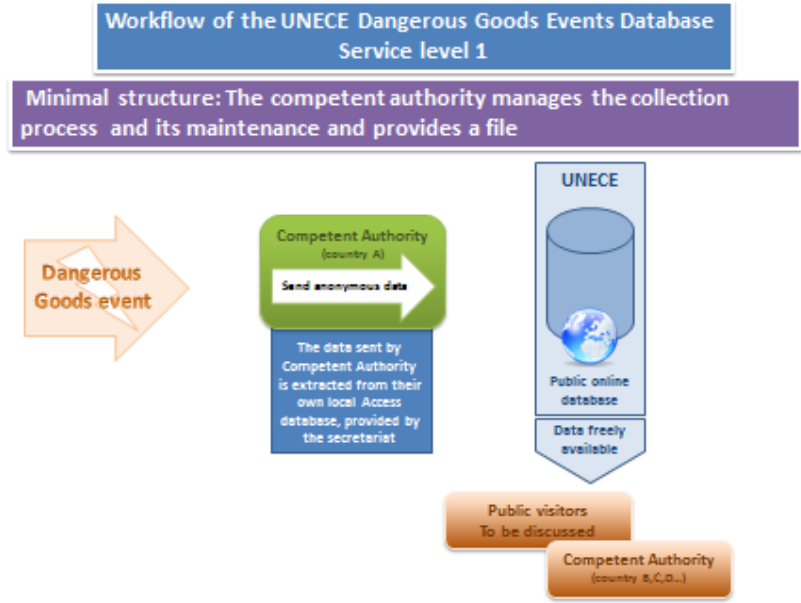 Workflow of the UNECE Dangerous Goods Events Database
Service level 1
Minimal structure: The competent authority manages the collection
process and its maintenance and provides a file
UNECE
Dangerous
Goods event
Competent Authority
(country A)
Send anonymous data
The data sent by
Competent Authority
is extracted from their
own local Access
database, provided by
the secretariat
Public online
database
Data freely
available
Public visitors
To be discussed
Competent Authority
(country B,C,D...)